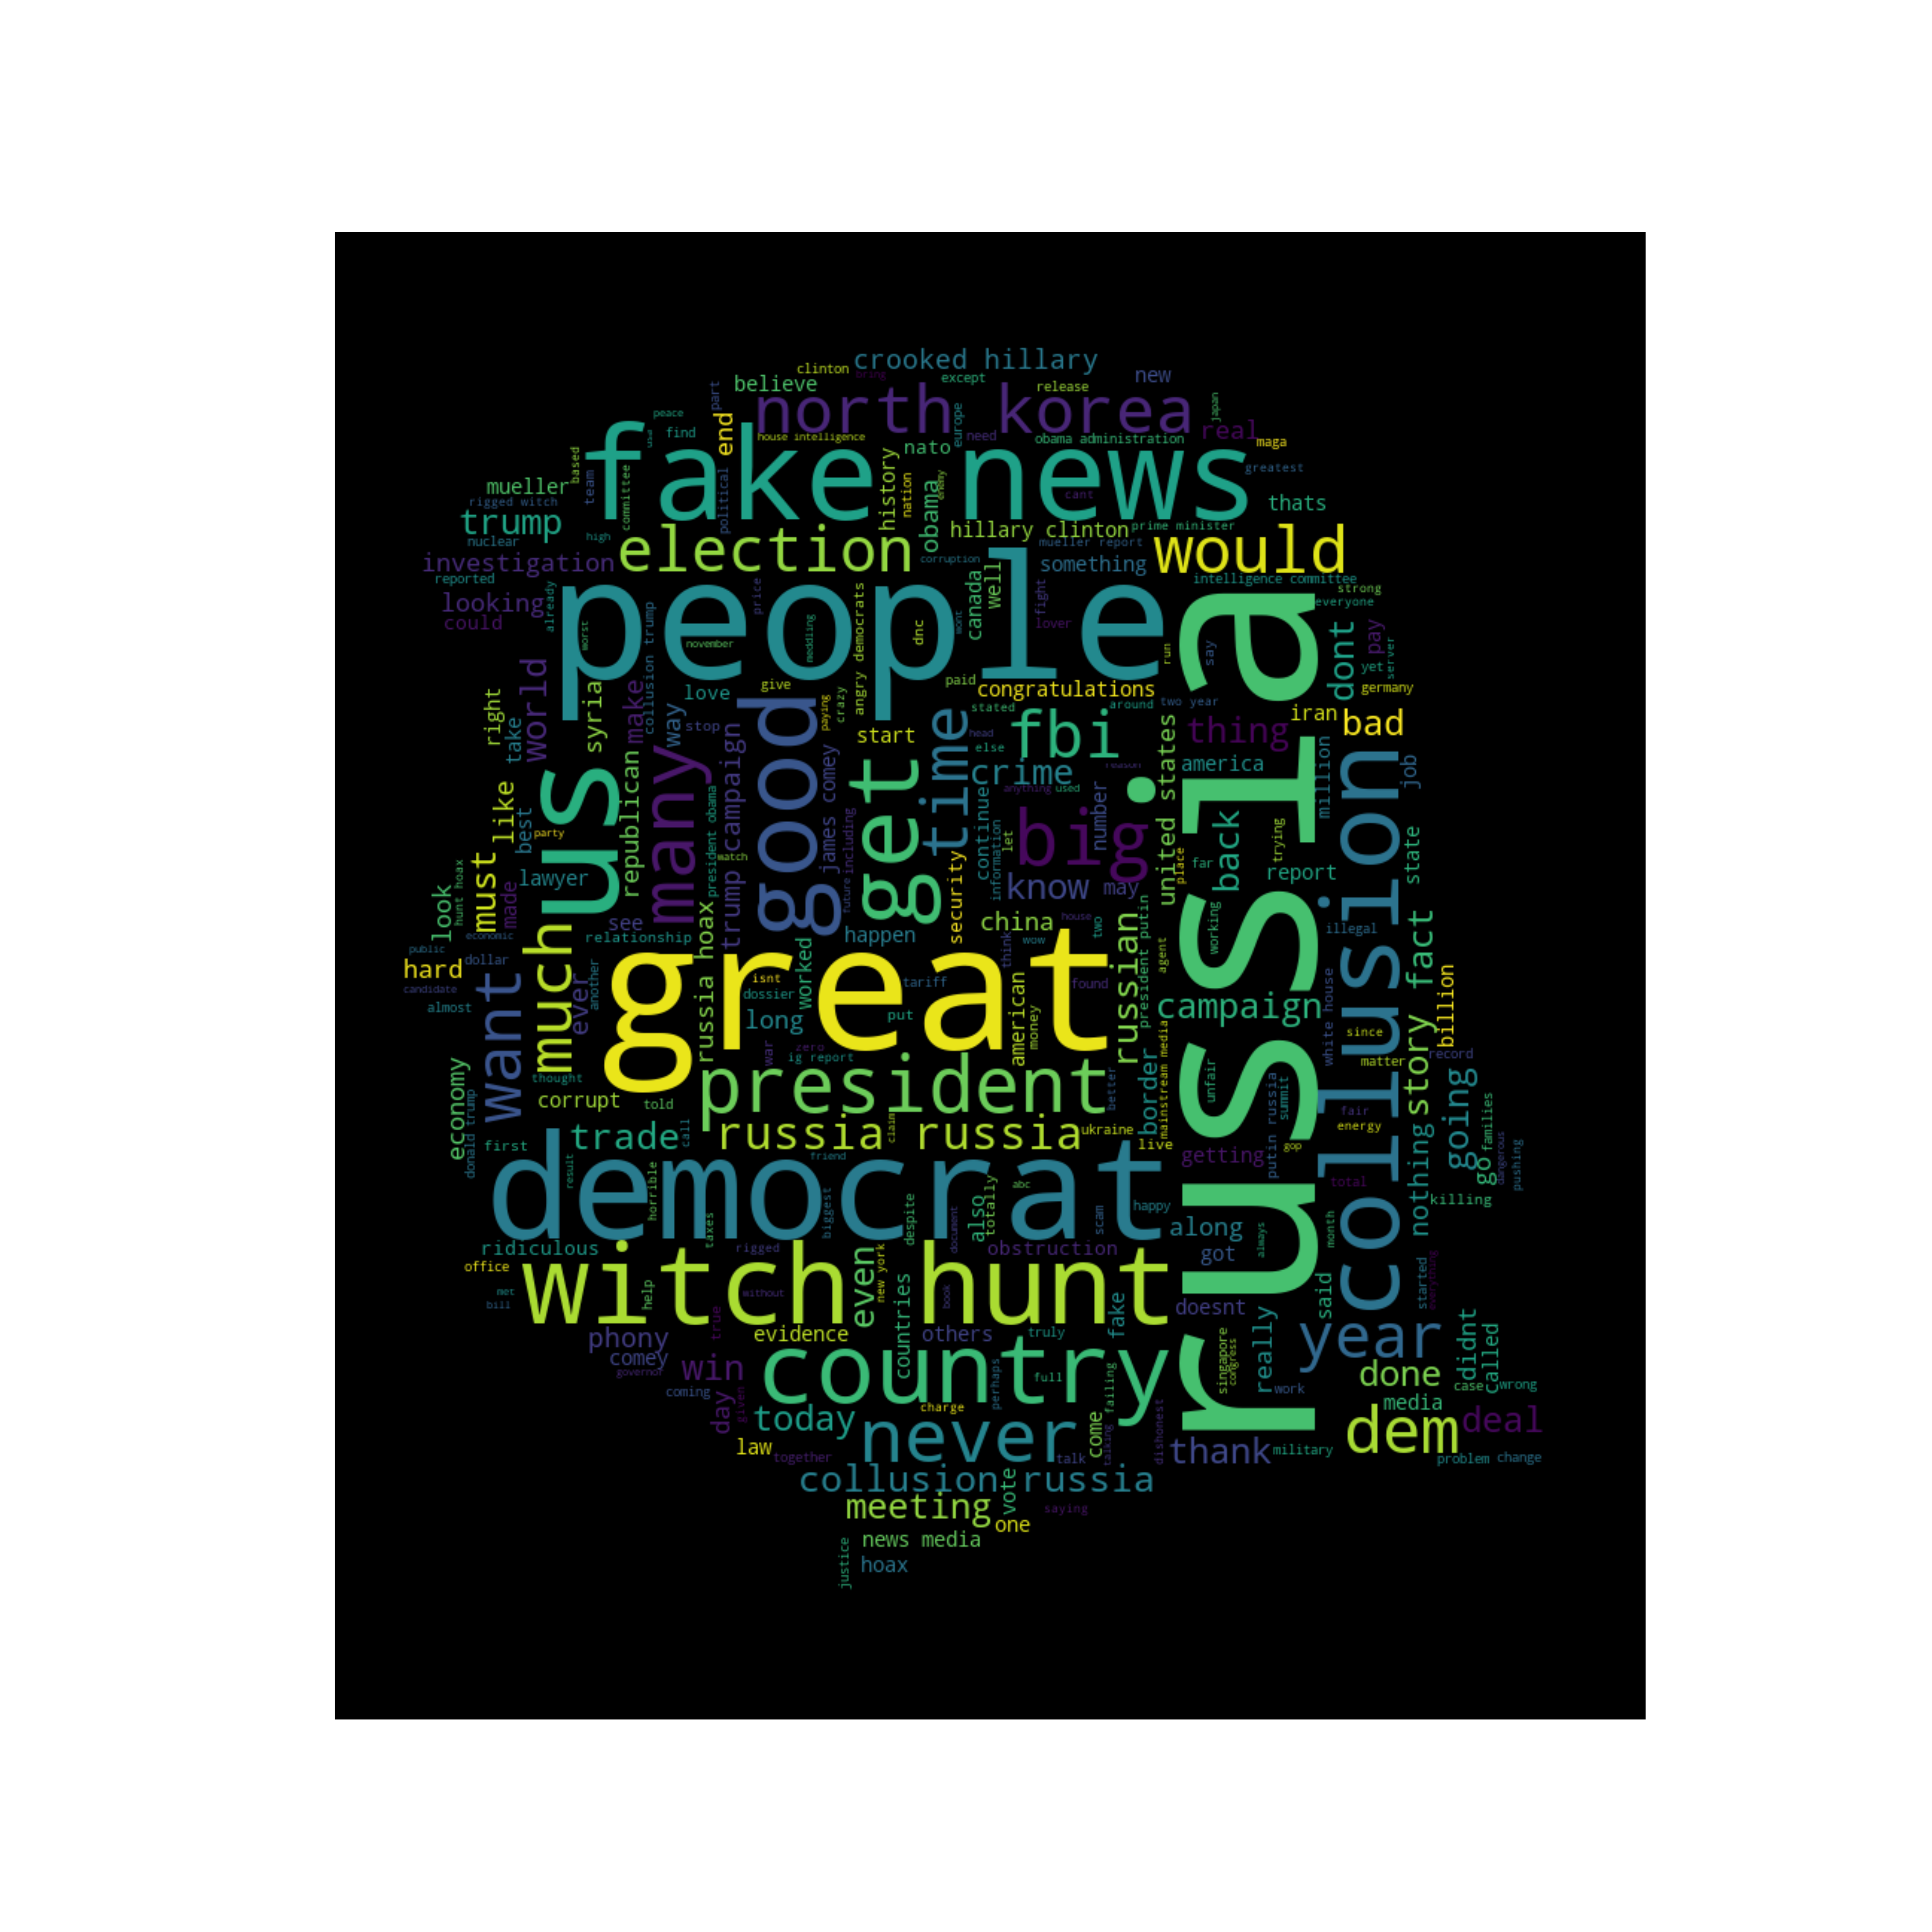 crooked hillary
clinton
bring
believe
except
release
new
part
north korea
japan
peace
usa
find
end
house intelligence
nato
europe
need
obama administration
real
maga
fake news
based
mueller
rigged witch
team
committee
political
history
nation
obama
enemy
cant
greatest
thats
trump
nuclear
high
election
hillary clinton
prime minister
mueller report
would
investigation
reported
corruption
something
intelligence committee
looking
could
already
people
worst
collusion trump
november
price
meddling
angry democrats
dnc
wont
canada
well
fight
lover
run
say
strong
everyone
dont
pay
yet
server
germany
russia
world
syria
make
love
give
paid
congratulations
stated
around
two year
iran
bad
right
take
way
stop
paying
crazy
start
time
head
else
fbi
thing
us
many
republican
trump campaign
good
james comey
get
crime
reason
anything
used
america
united states
million
job
collusion
like
best
party
president obama
watch
including
future
security
continue
information
let
big
number
place
far
back
trying
report
state
must
made
lawyer
look
hunt hoax
see
relationship
russia hoax
worked
happen
know
may
china
two
house
wow
think
russian
president putin
agent
working
illegal
fact
public
economic
hard
dollar
candidate
almost
want
much
ever
another
great
isnt
dossier
long
put
tariff
american
money
found
campaign
white house
since
matter
billion
record
story
economy
donald trump
thought
corrupt
told
war
zero
ig report
president
better
border
mainstream media
unfair
putin russia
summit
fair
energy
going
families
first
trade
call
russia russia
claim
ukraine
live
getting
gop
nothing
go
dangerous
pushing
killing
democrat
result
horrible
friend
biggest
despite
also
totally
abc
scam
happy
along
got
always
total
month
ridiculous
taxes
rigged
document
obstruction
office
met
bill
witch hunt
help
without
even
new york
book
countries
fake
doesnt
said
started
everything
phony
comey
governor
true
evidence
others
truly
year
didnt
called
win
coming
country
full
perhaps
failing
singapore
congress
really
work
done
case
wrong
day
given
today
charge
never
come
talking
dishonest
media
dem
deal
law
together
talk
thank
military
problem
change
collusion russia
vote
meeting
saying
one
news media
justice
hoax